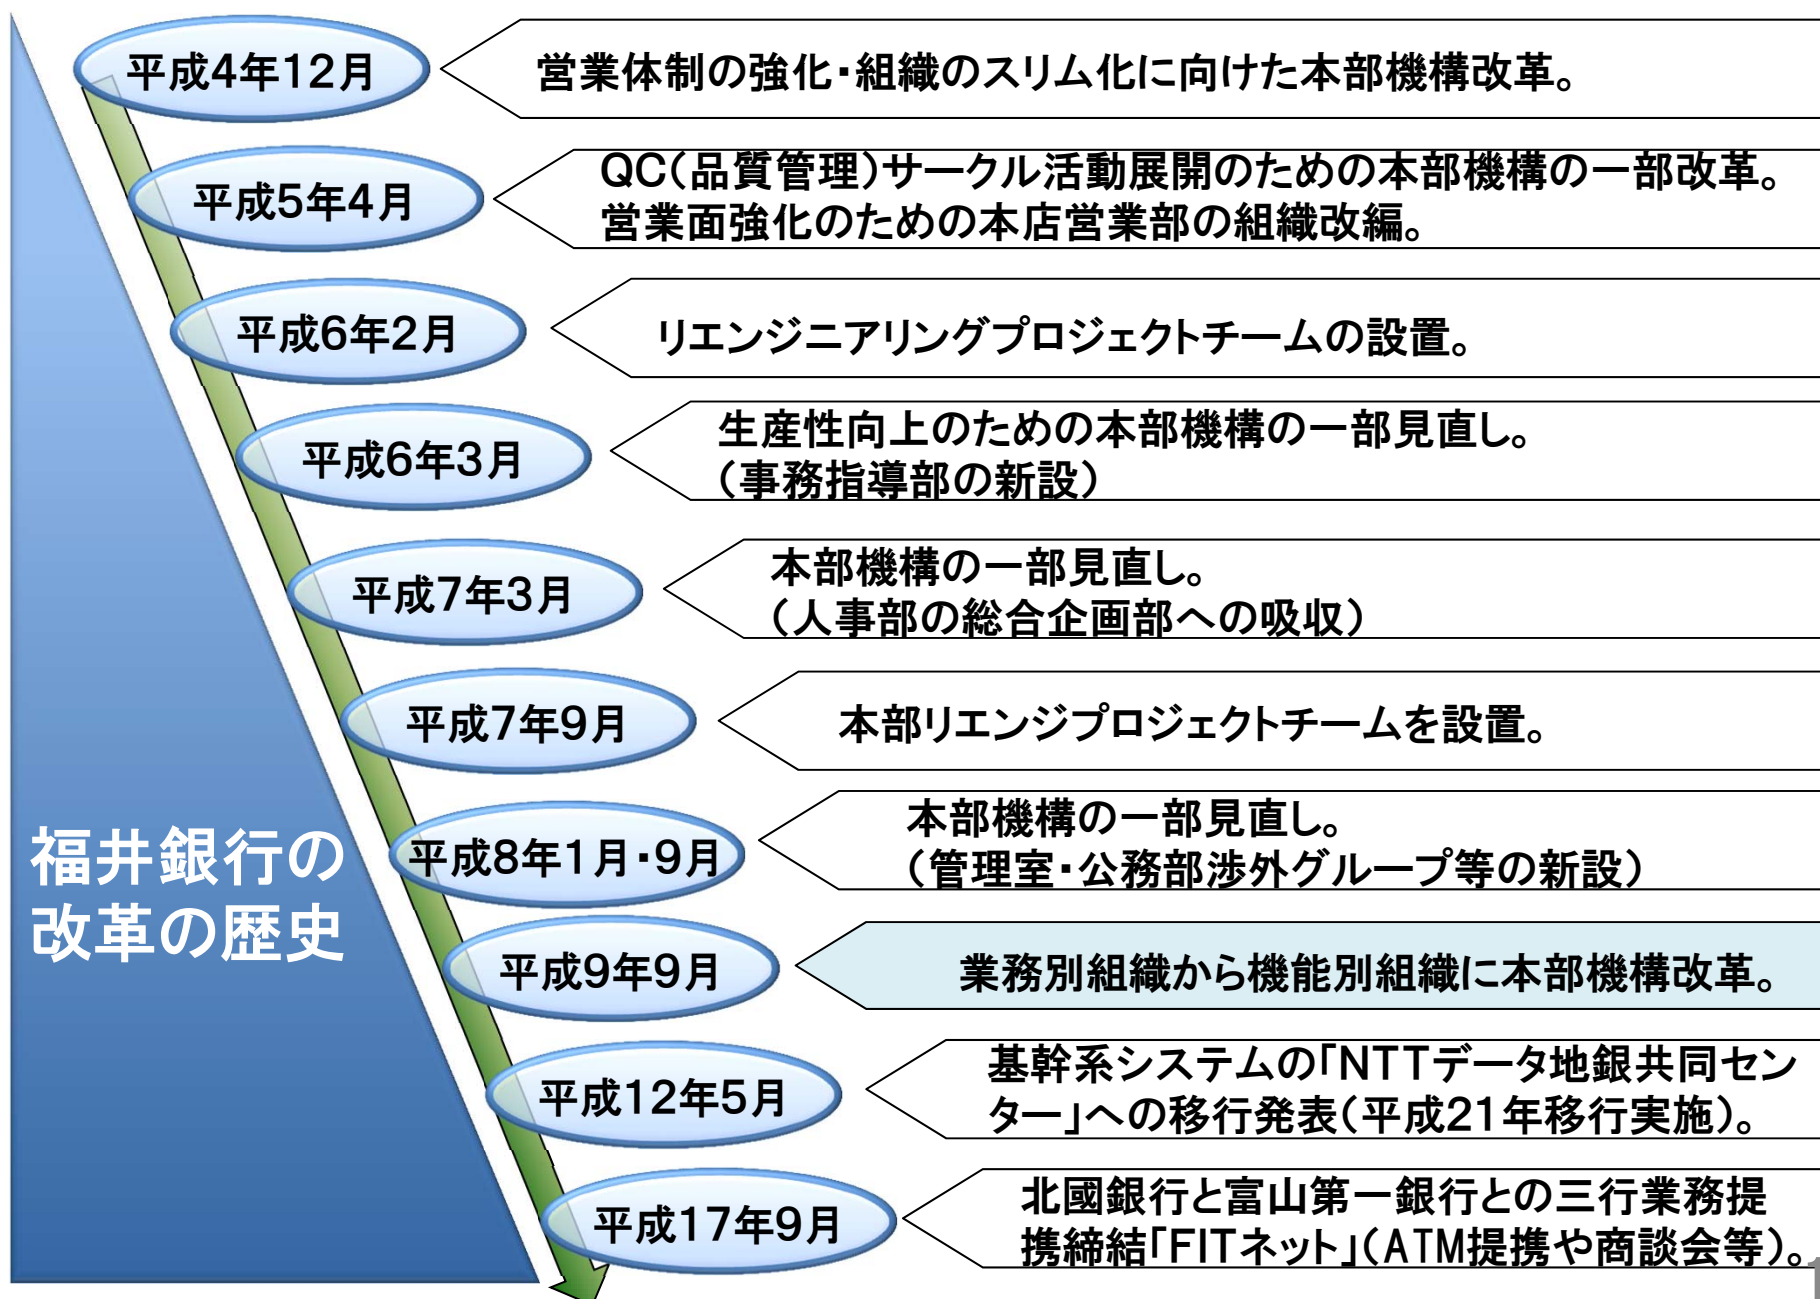 平成4年12月
営業体制の強化・組織のスリム化に向けた本部機構改革。
平成5年4月
QC(品質管理)サークル活動展開のための本部機構の一部改革。
営業面強化のための本店営業部の組織改編。
平成6年2月
リエンジニアリングプロジェクトチームの設置。
平成6年3月
生産性向上のための本部機構の一部見直し。
(事務指導部の新設)
平成7年3月
本部機構の一部見直し。
(人事部の総合企画部への吸収)
平成7年9月
本部リエンジプロジェクトチームを設置。
平成8年1月・9月
本部機構の一部見直し。
(管理室・公務部渉外グループ等の新設)
平成9年9月
業務別組織から機能別組織に本部機構改革。
平成12年5月
基幹系システムの「NTTデータ地銀共同セン
ター」への移行発表(平成21年移行実施)。
平成17年9月
北國銀行と富山第一銀行との三行業務提
携締結「FITネット」(ATM提携や商談会等)。
福井銀行の
改革の歴史